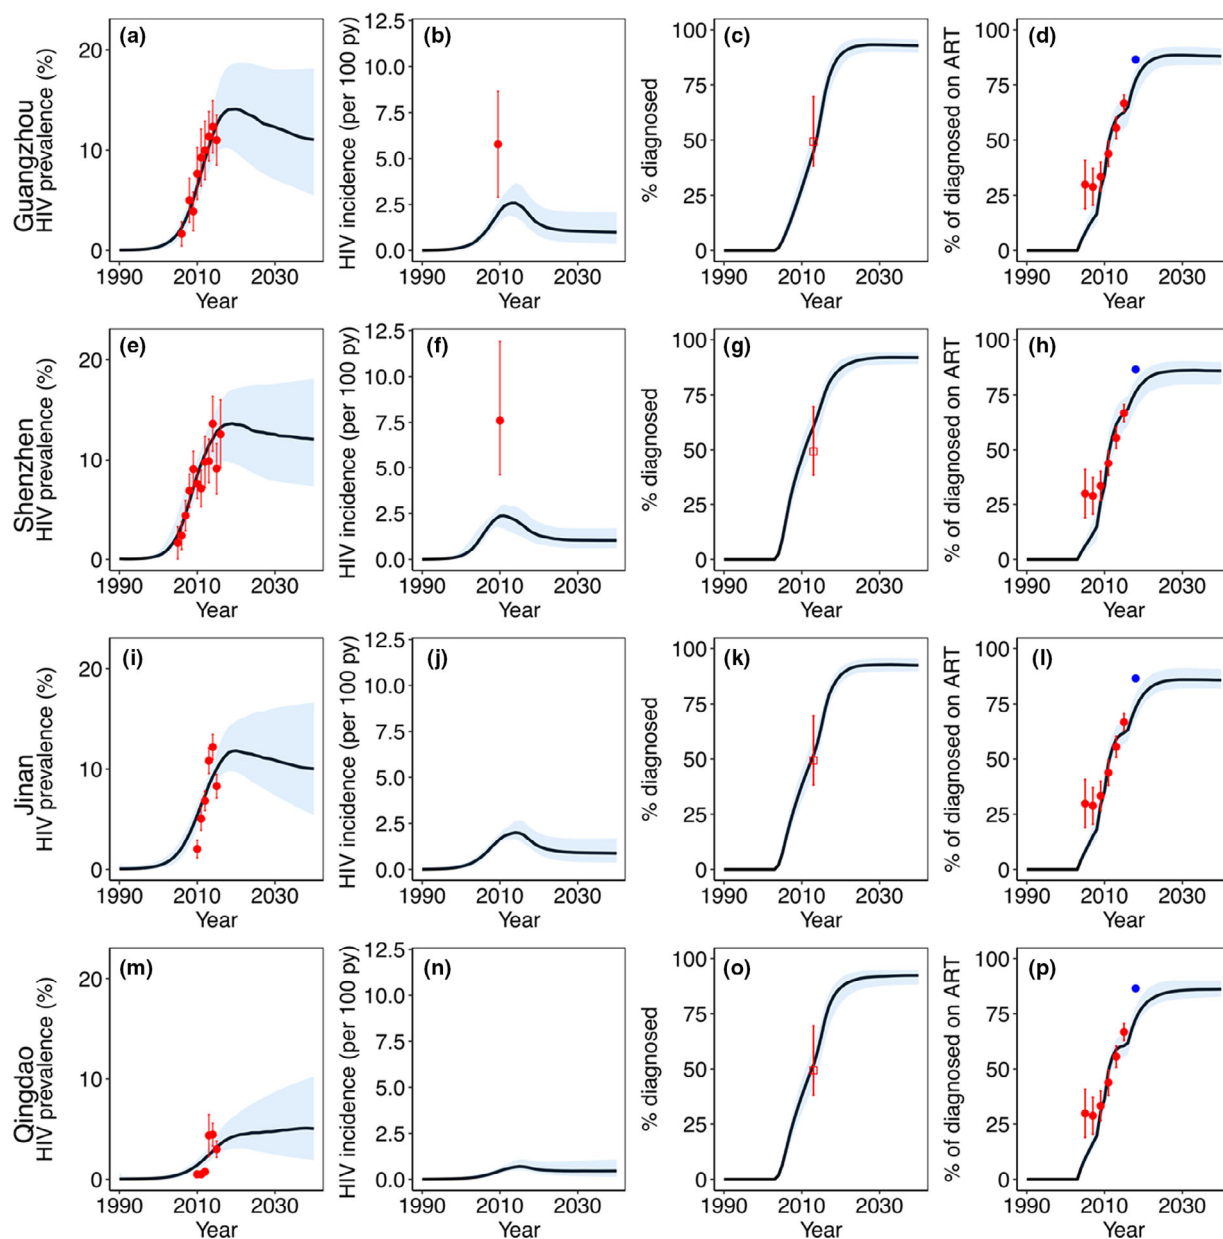 Guangzhou
HIV prevalence (%)
(a)
20
10
0
1990 2010 2030
Year
HIV incidence (per 100 py)
(b)
12.5
10.0
7.5
5.0
2.5
0.0
1990 2010 2030
Year
% diagnosed
(c)
100
75
50
25
0
1990 2010 2030
Year
% of diagnosed on ART
(d)
100
75
50
25
0
1990 2010 2030
Year
Shenzhen
HIV prevalence (%)
(e)
20
10
0
1990 2010 2030
Year
HIV incidence (per 100 py)
(f)
12.5
10.0
7.5
5.0
2.5
0.0
1990 2010 2030
Year
% diagnosed
(g)
100
75
50
25
0
1990 2010 2030
Year
% of diagnosed on ART
(h)
100
75
50
25
0
1990 2010 2030
Year
Jinan
HIV prevalence (%)
(i)
20
10
0
1990 2010 2030
Year
HIV incidence (per 100 py)
(j)
12.5
10.0
7.5
5.0
2.5
0.0
1990 2010 2030
Year
% diagnosed
(k)
100
75
50
25
0
1990 2010 2030
Year
% of diagnosed on ART
(l)
100
75
50
25
0
1990 2010 2030
Year
Qingdao
HIV prevalence (%)
(m)
20
10
0
1990 2010 2030
Year
HIV incidence (per 100 py)
(n)
12.5
10.0
7.5
5.0
2.5
0.0
1990 2010 2030
Year
% diagnosed
(o)
100
75
50
25
0
1990 2010 2030
Year
% of diagnosed on ART
(p)
100
75
50
25
0
1990 2010 2030
Year